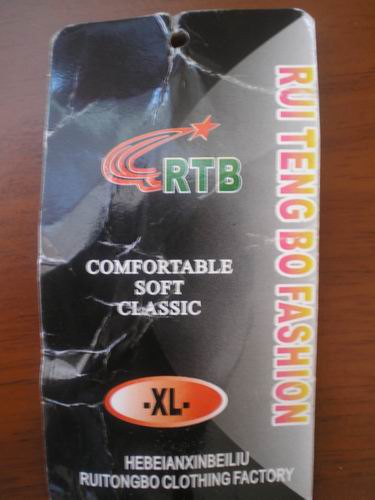 RTB
RUI TENG BO FASHION
COMFORTABLE
SOFT
CLASSIC
-XL-
HEBEIANXINBEILIU
RUITONGBO CLOTHING FACTORY